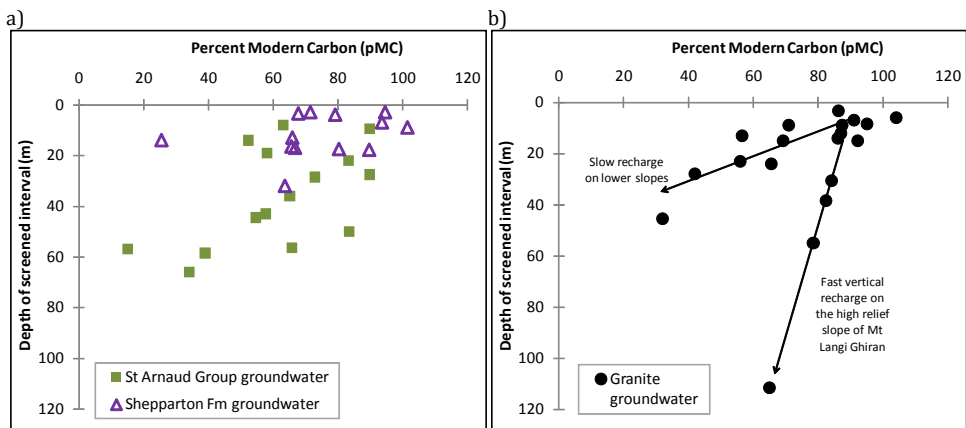 a)
Percent Modern Carbon (pMC)
0 20 40 60 80 100 120
0
20
40
60
80
100
120
Depth of screened interval (m)
St Arnaud Group groundwater
Shepparton Fm groundwater
b)
Percent Modern Carbon (pMC)
0 20 40 60 80 100 120
0
20
40
60
80
100
120
Depth of screened interval (m)
Slow recharge
on lower slopes
Fast vertical
recharge on
the high relief
slope of Mt
Langi Ghiran
Granite
groundwater